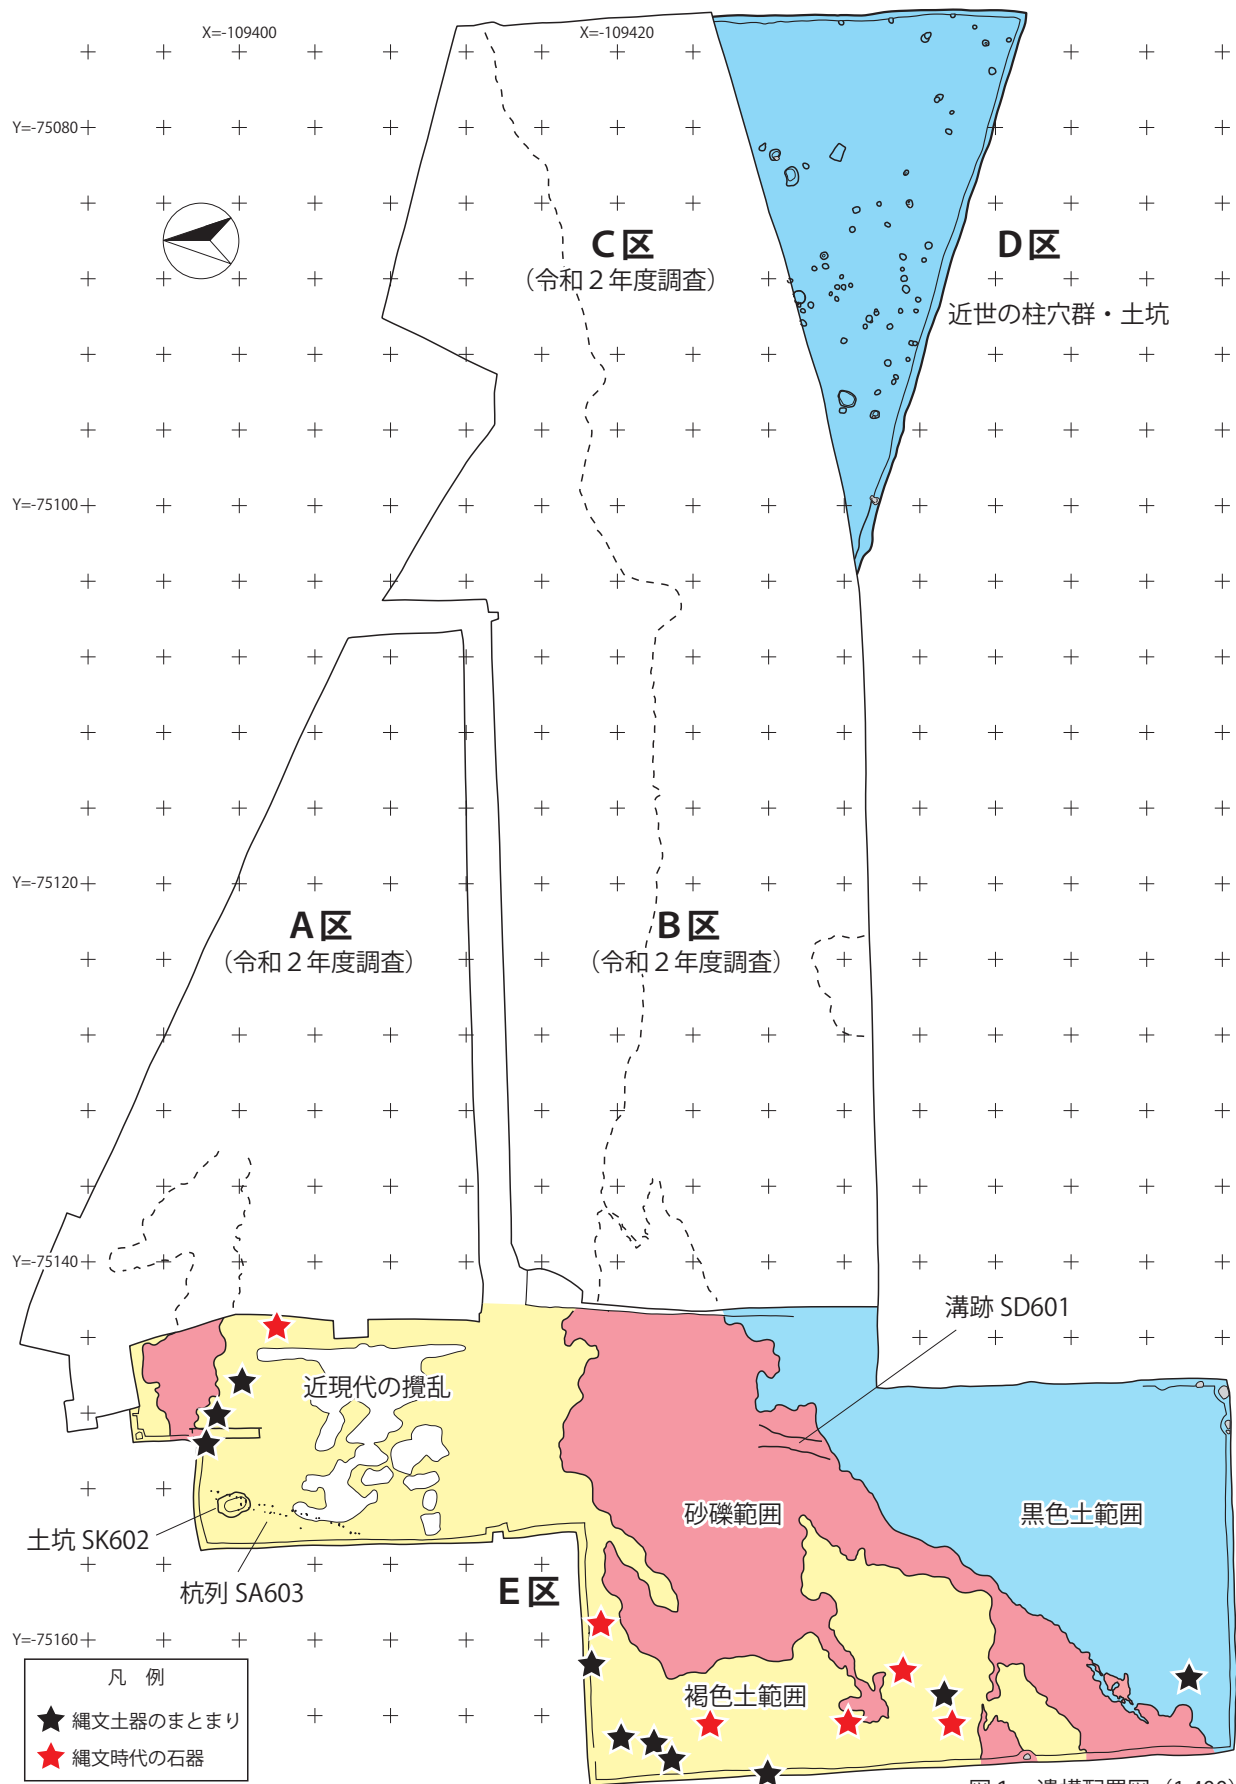 X=-109400
X=-109420
Y=-75080
C区
（令和２年度調査）
D区
近世の柱穴群・土坑
Y=-75100
Y=-75120
A区
（令和２年度調査）
B区
（令和２年度調査）
Y=-75140
溝跡 SD601
近現代の攪乱
砂礫範囲
黒色土範囲
土坑 SK602
杭列 SA603
E区
Y=-75160
褐色土範囲
凡 例
縄文土器のまとまり
縄文時代の石器